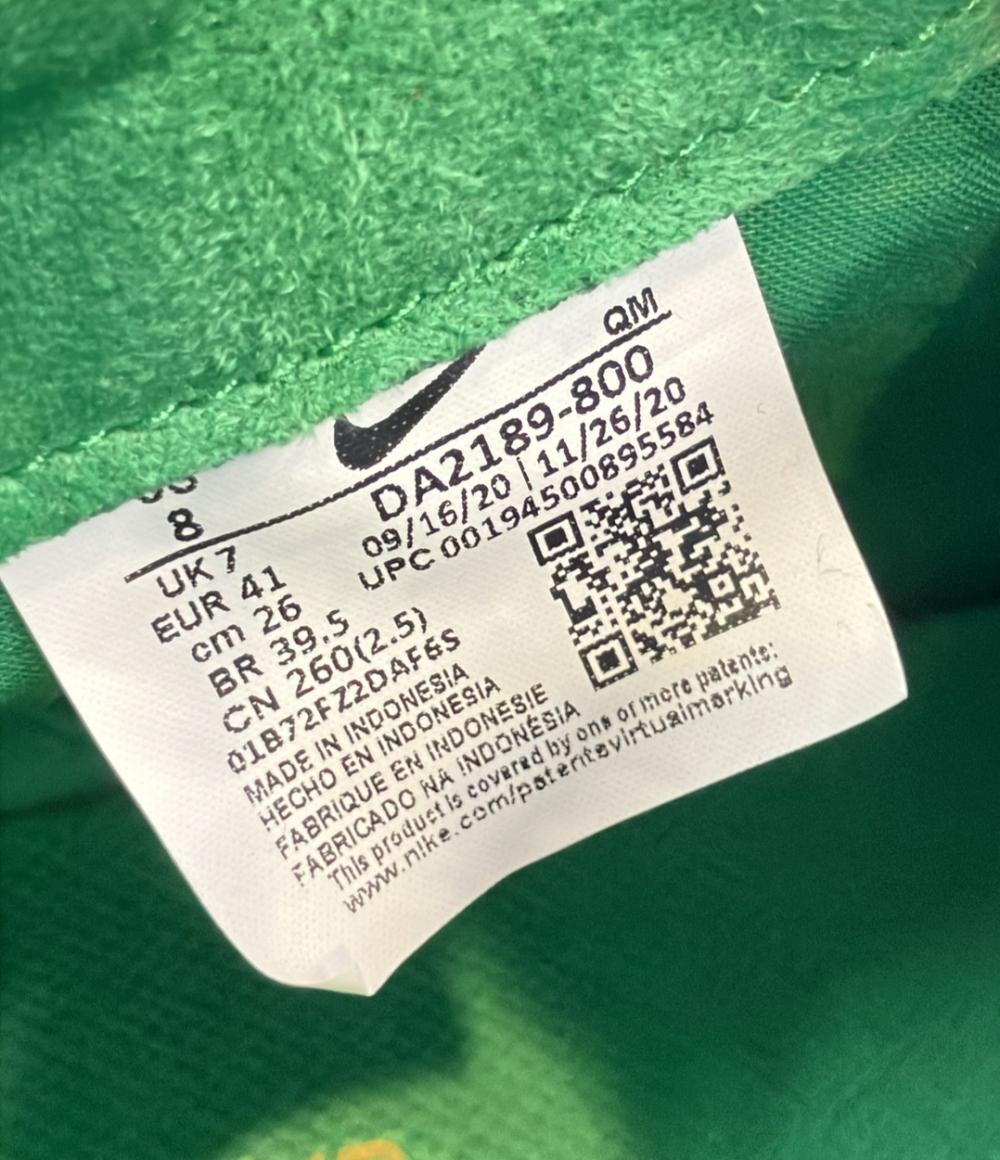 QM
8
DA2189-800
UK 7
09/16/20 | 11/26/20
EUR 41
UPC 00194500895584
cm 26
BR 39.5
CN 260(2.5)
01B72FZ2DAF6S
MADE IN INDONESIA
HECHO EN INDONESIA
FABRIQUE EN INDONESIE
FABRICADO NA INDONÉSIA
This product is covered by one or more patents:
www.nike.com/patentsvirtualmarking